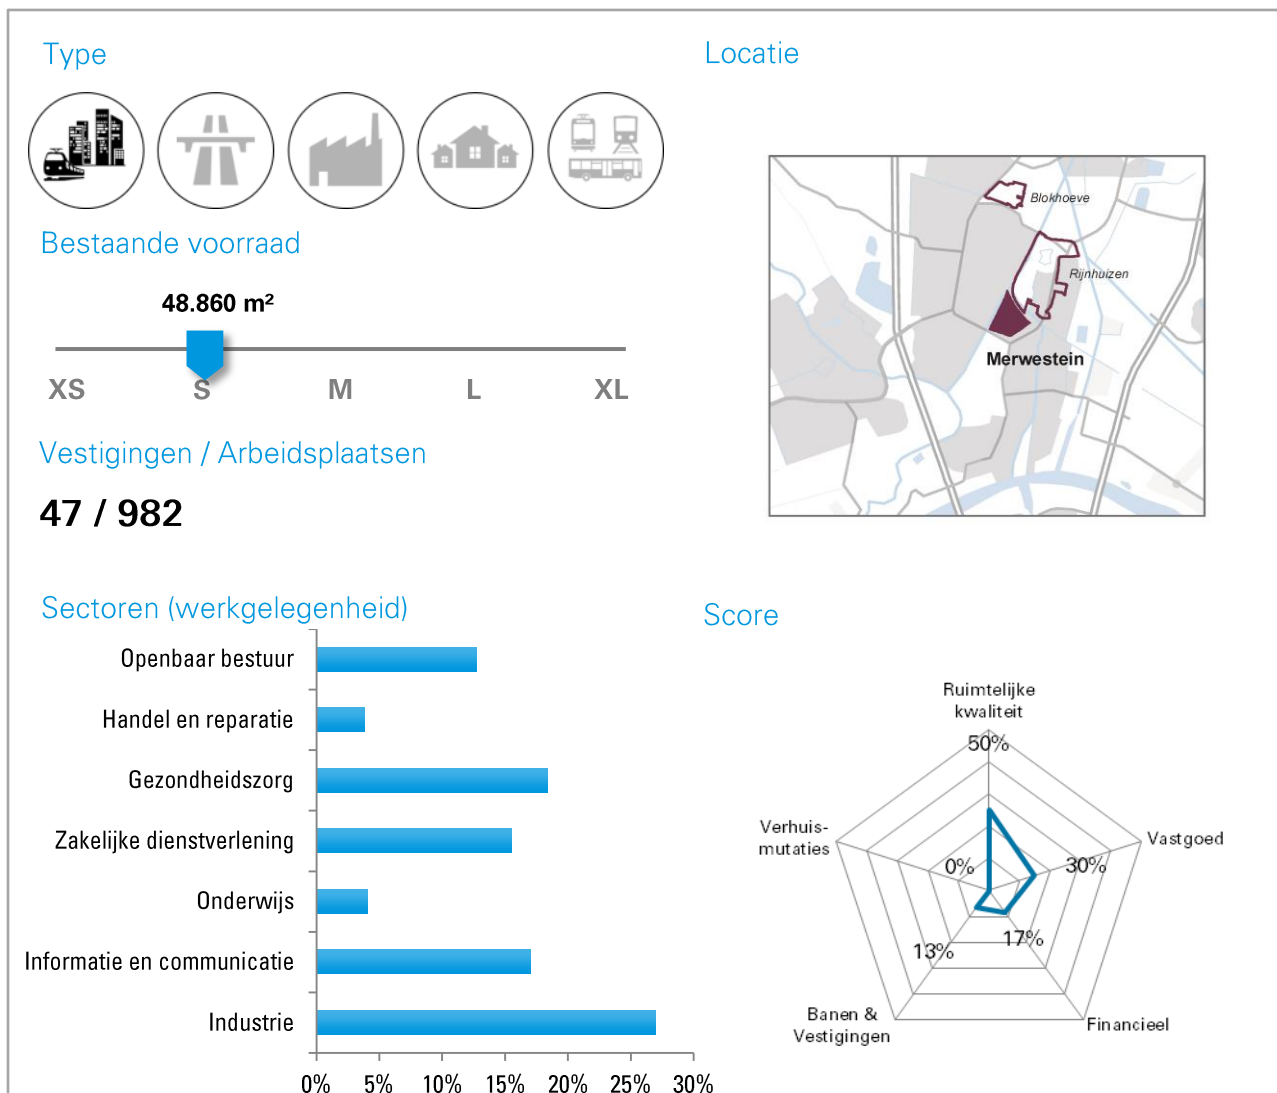 Type
Locatie
Blokhoeve
Rijnhuizen
Merwestein
Bestaande voorraad
48.860 m²
XS S M L XL
Vestigingen / Arbeidsplaatsen
47 / 982
Sectoren (werkgelegenheid)
Openbaar bestuur
Handel en reparatie
Gezondheidszorg
Zakelijke dienstverlening
Onderwijs
Informatie en communicatie
Industrie
0% 5% 10% 15% 20% 25% 30%
Score
Ruimtelijke
kwaliteit
50%
Verhuis-
mutaties
0%
30%
Vastgoed
13%
17%
Banen &
Vestigingen
Financieel